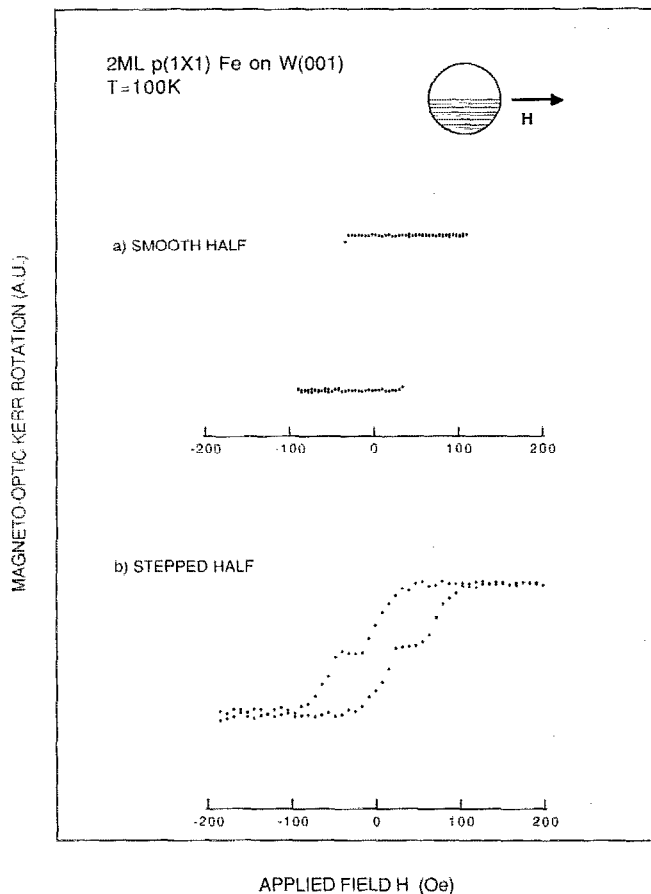 2ML p(1X1) Fe on W(001)
T=100K
H
a) SMOOTH HALF
-200 -100 0 100 200
b) STEPPED HALF
-200 -100 0 100 200
MAGNETO-OPTIC KERR ROTATION (A.U.)
APPLIED FIELD H (Oe)